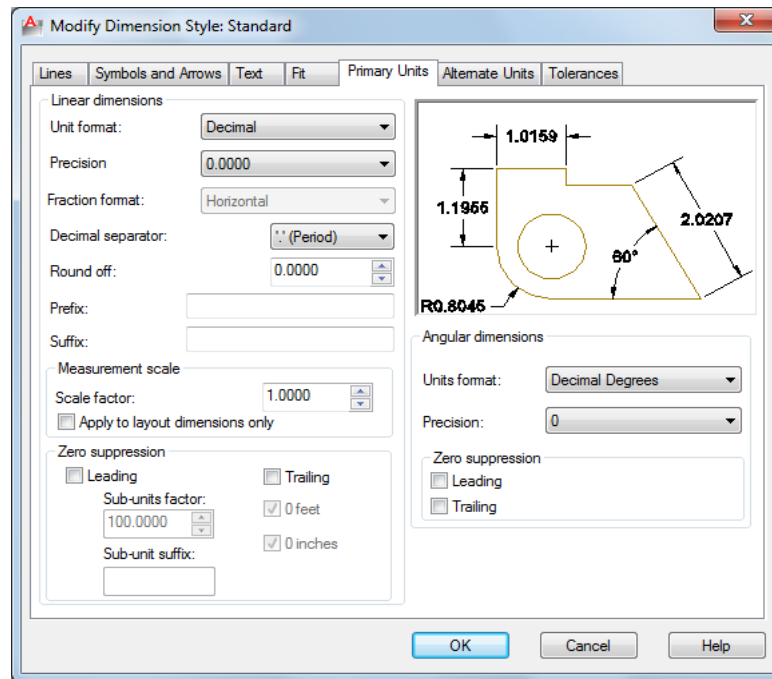 Modify Dimension Style: Standard
Lines Symbols and Arrows Text Fit Primary Units Alternate Units Tolerances
Linear dimensions
Unit format: Decimal
Precision 0.0000
Fraction format: Horizontal
Decimal separator: '.' (Period)
Round off: 0.0000
Prefix:
Suffix:
Measurement scale
Scale factor: 1.0000
Apply to layout dimensions only
Zero suppression
Leading Trailing
Sub-units factor: 0 feet
100.0000
0 inches
Sub-unit suffix:
1.0159
1.1955
2.0207
60°
R0.8045
Angular dimensions
Units format: Decimal Degrees
Precision: 0
Zero suppression
Leading
Trailing
OK Cancel Help